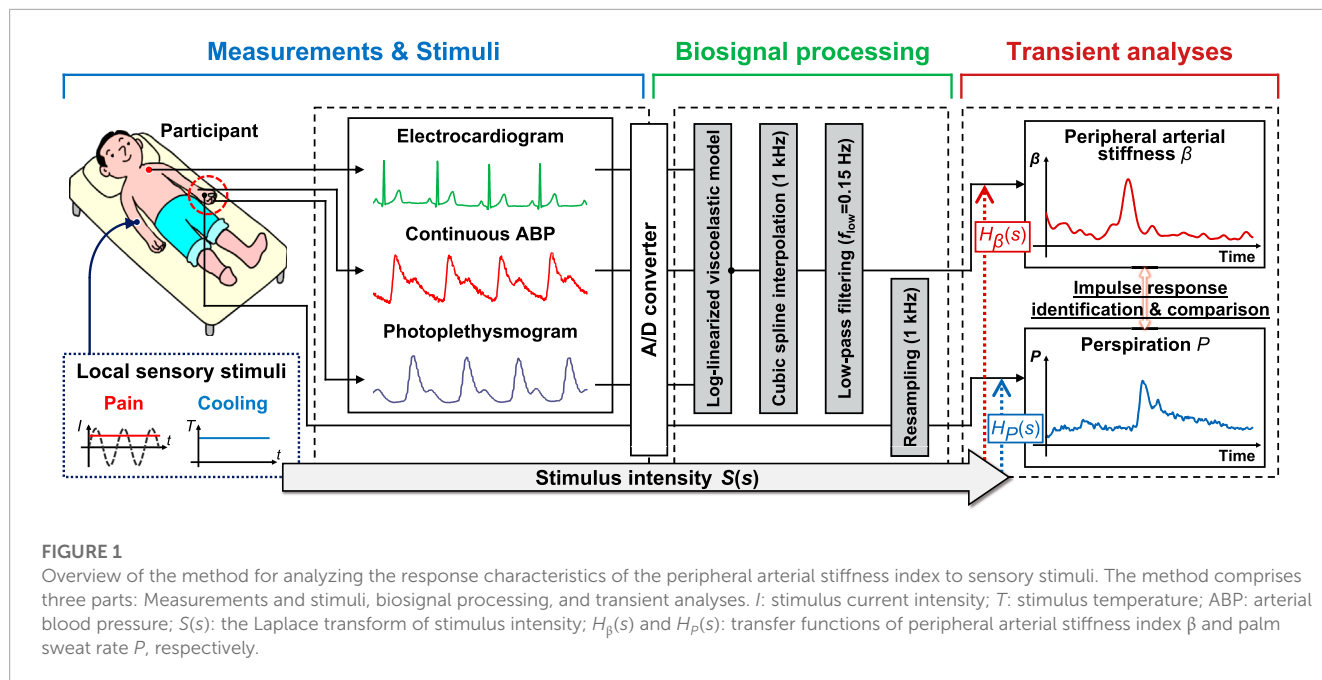 Measurements & Stimuli
Biosignal processing
Transient analyses
Participant
Electrocardiogram
Continuous ABP
Photoplethysmogram
Local sensory stimuli
Pain
Cooling
I
t
T
t
A/D converter
Log-linearized viscoelastic model
Cubic spline interpolation (1 kHz)
Low-pass filtering (f_low=0.15 Hz)
Resampling (1 kHz)
Peripheral arterial
stiffness β
β
Time
H_β(s)
Impulse response
identification & comparison
Perspiration P
P
Time
H_P(s)
Stimulus intensity S(s)
FIGURE 1
Overview of the method for analyzing the response characteristics of the peripheral arterial stiffness index to sensory stimuli. The method comprises
three parts: Measurements and stimuli, biosignal processing, and transient analyses. I: stimulus current intensity; T: stimulus temperature; ABP: arterial
blood pressure; S(s): the Laplace transform of stimulus intensity; H_β(s) and H_P(s): transfer functions of peripheral arterial stiffness index β and palm
sweat rate P, respectively.